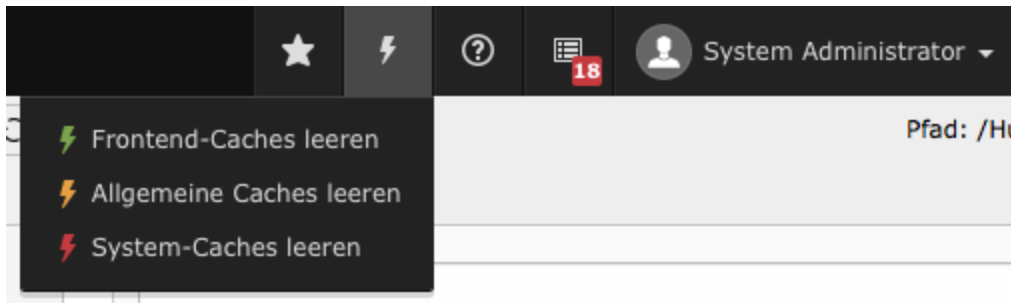 18
System Administrator
Pfad: /Hu
Frontend-Caches leeren
Allgemeine Caches leeren
System-Caches leeren